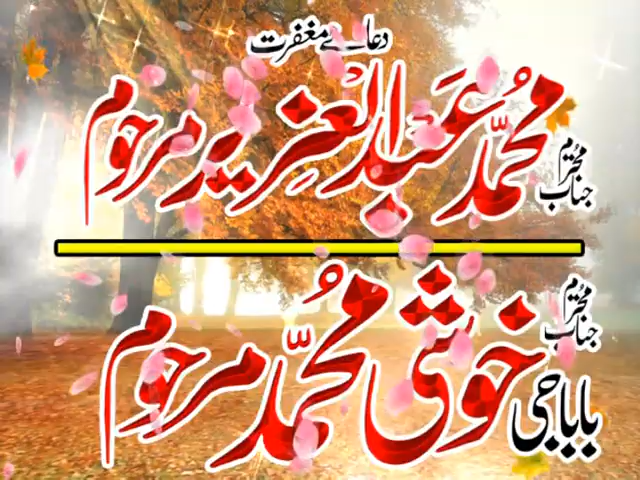 دعائے مغفرت
جناب محترم محمد عبدالعزیز مرحوم
جناب محترم
باباجی خوشی محمد مرحوم